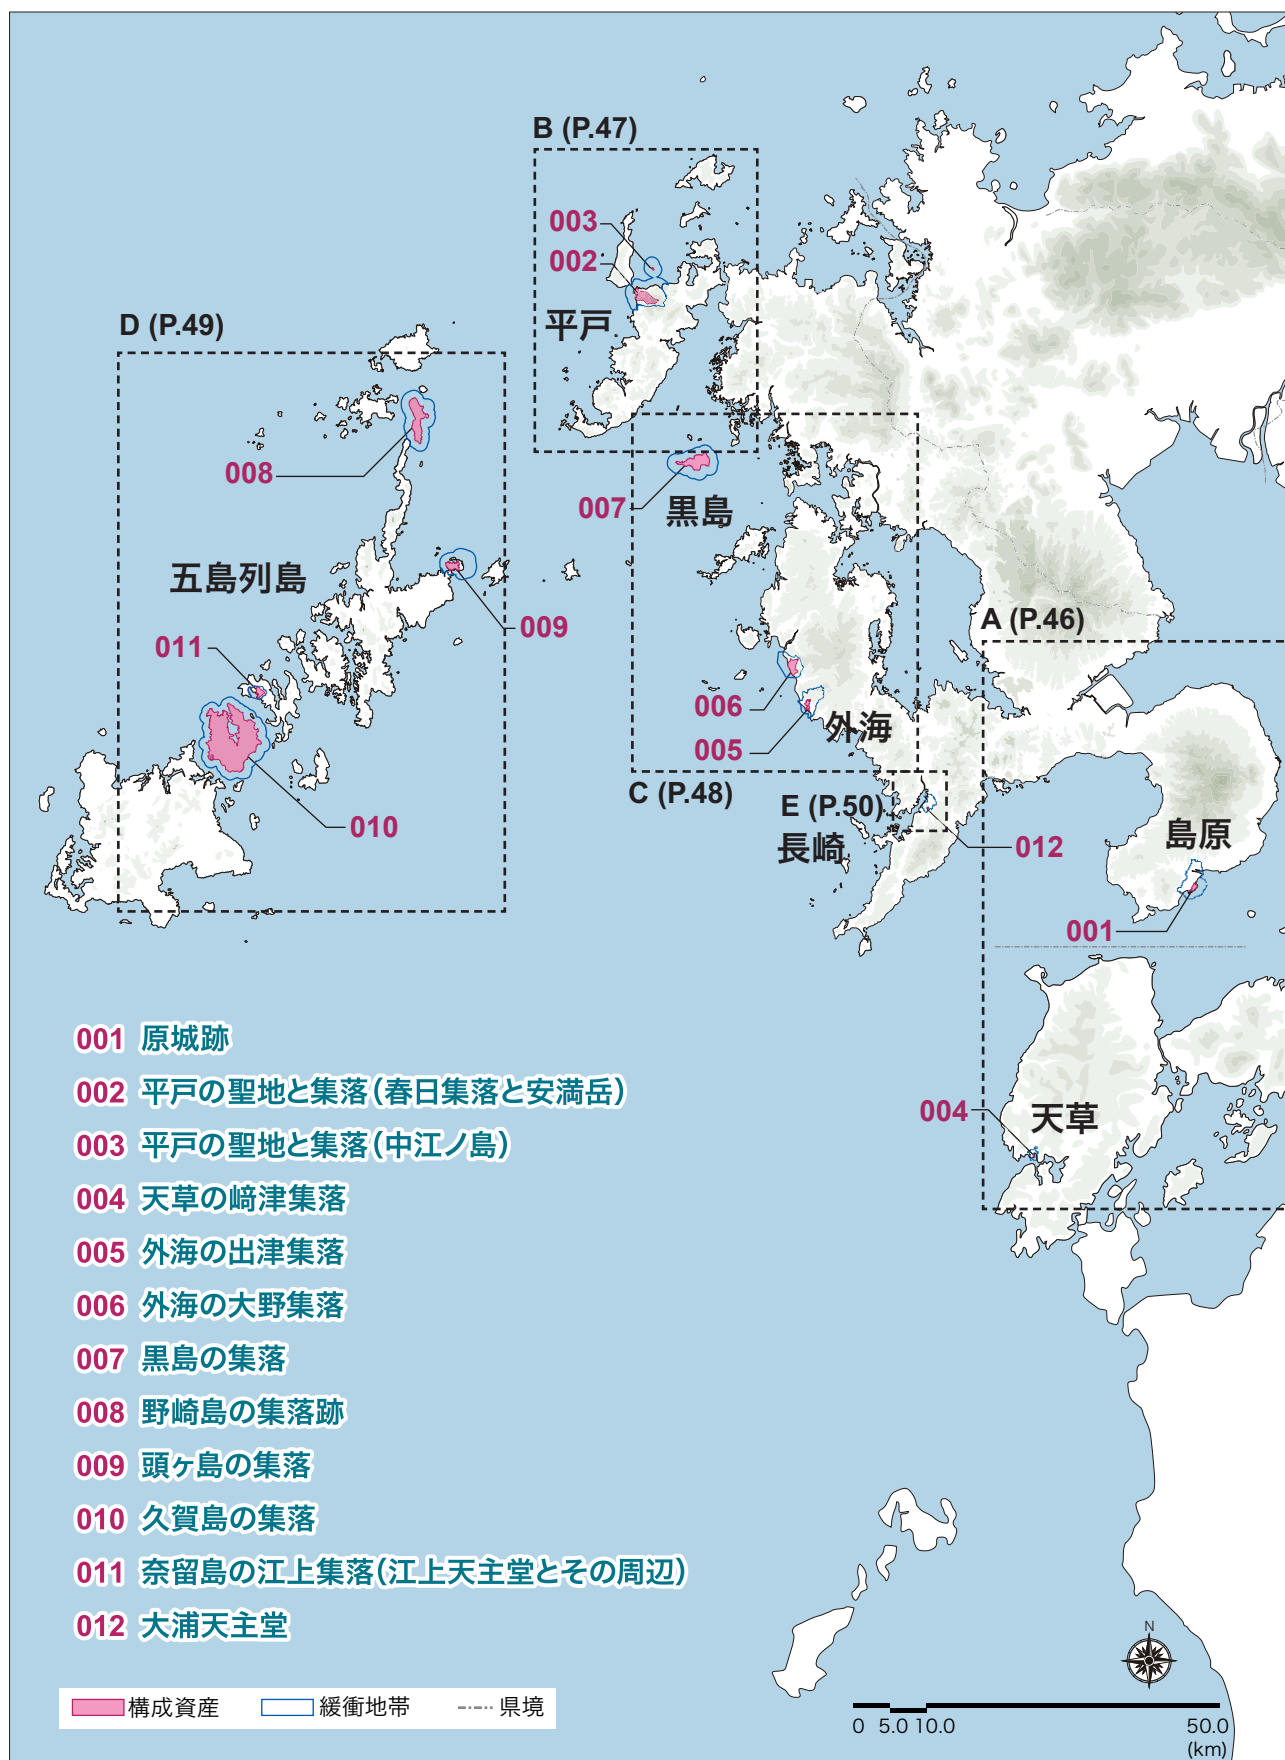 B (P.47)
003
002
平戸
D (P.49)
008
007
黒島
五島列島
009
011
A (P.46)
006
005
外海
C (P.48)
E (P.50)
長崎
010
012
島原
001
004
天草
001 原城跡
002 平戸の聖地と集落(春日集落と安満岳)
003 平戸の聖地と集落(中江ノ島)
004 天草の﨑津集落
005 外海の出津集落
006 外海の大野集落
007 黒島の集落
008 野崎島の集落跡
009 頭ヶ島の集落
010 久賀島の集落
011 奈留島の江上集落(江上天主堂とその周辺)
012 大浦天主堂
N
構成資産 緩衝地帯 県境
0 5.0 10.0 50.0
(km)